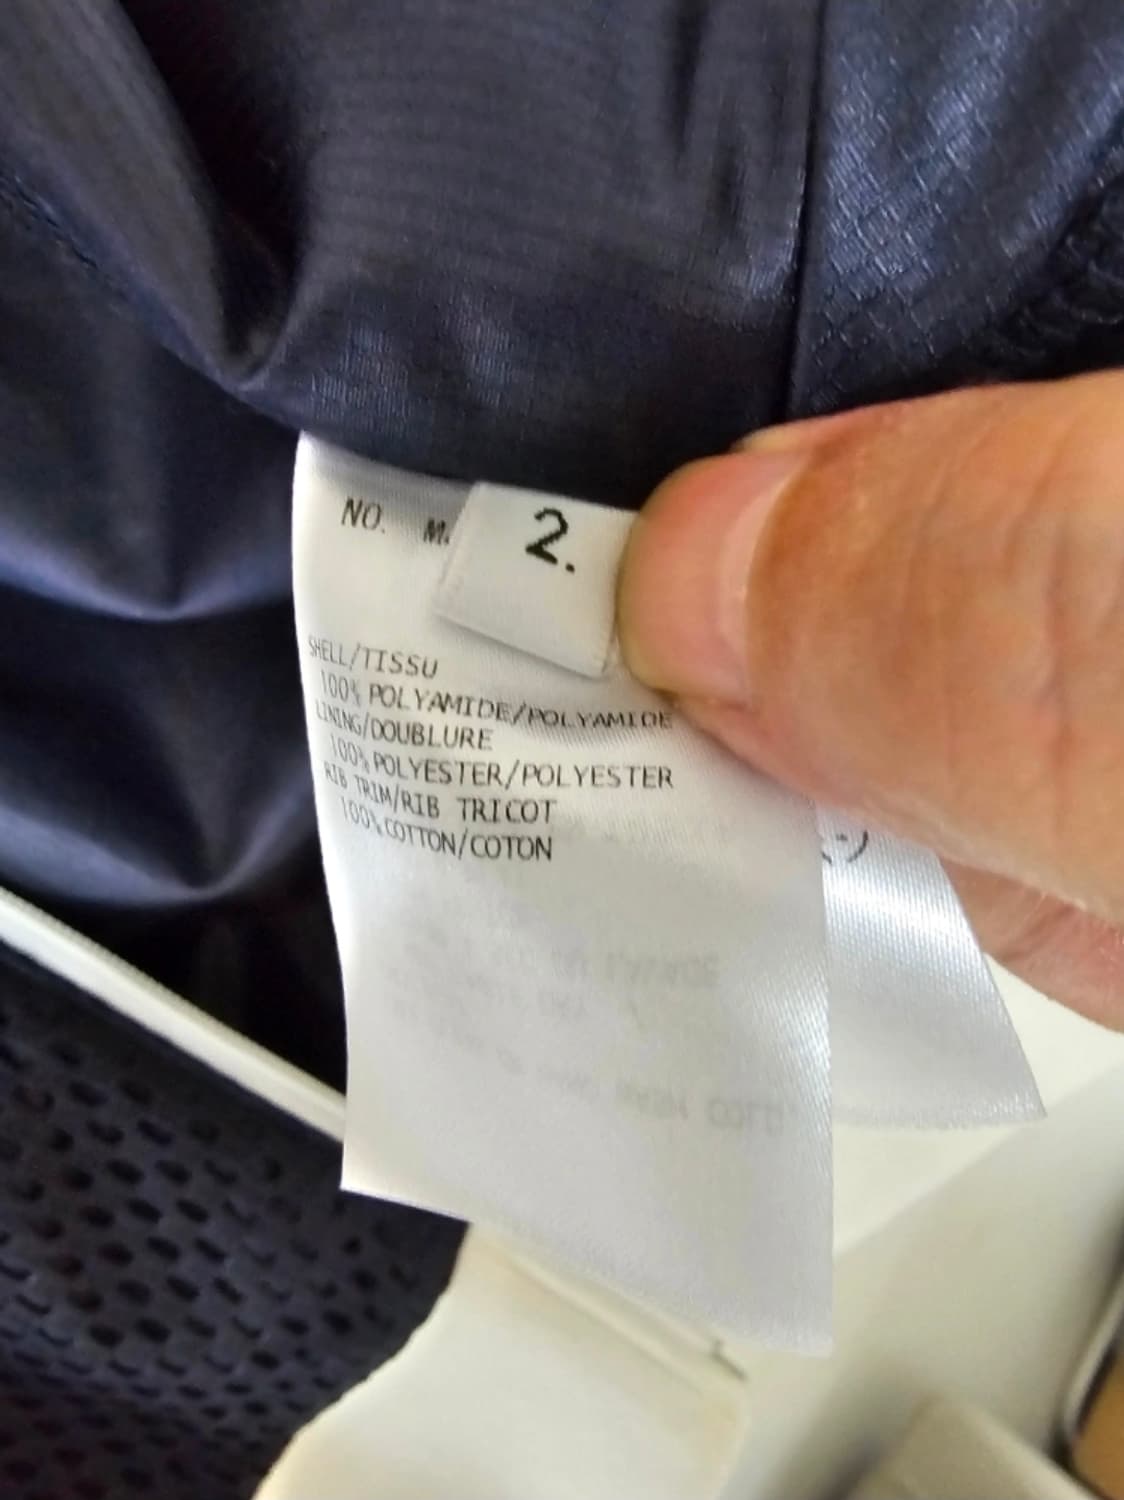 NO.
2.
SHELL/TISSU
100% POLYAMIDE/POLYAMIDE
LINING/DOUBLURE
100% POLYESTER/POLYESTER
RIB TRIM/RIB TRICOT
100% COTTON/COTON